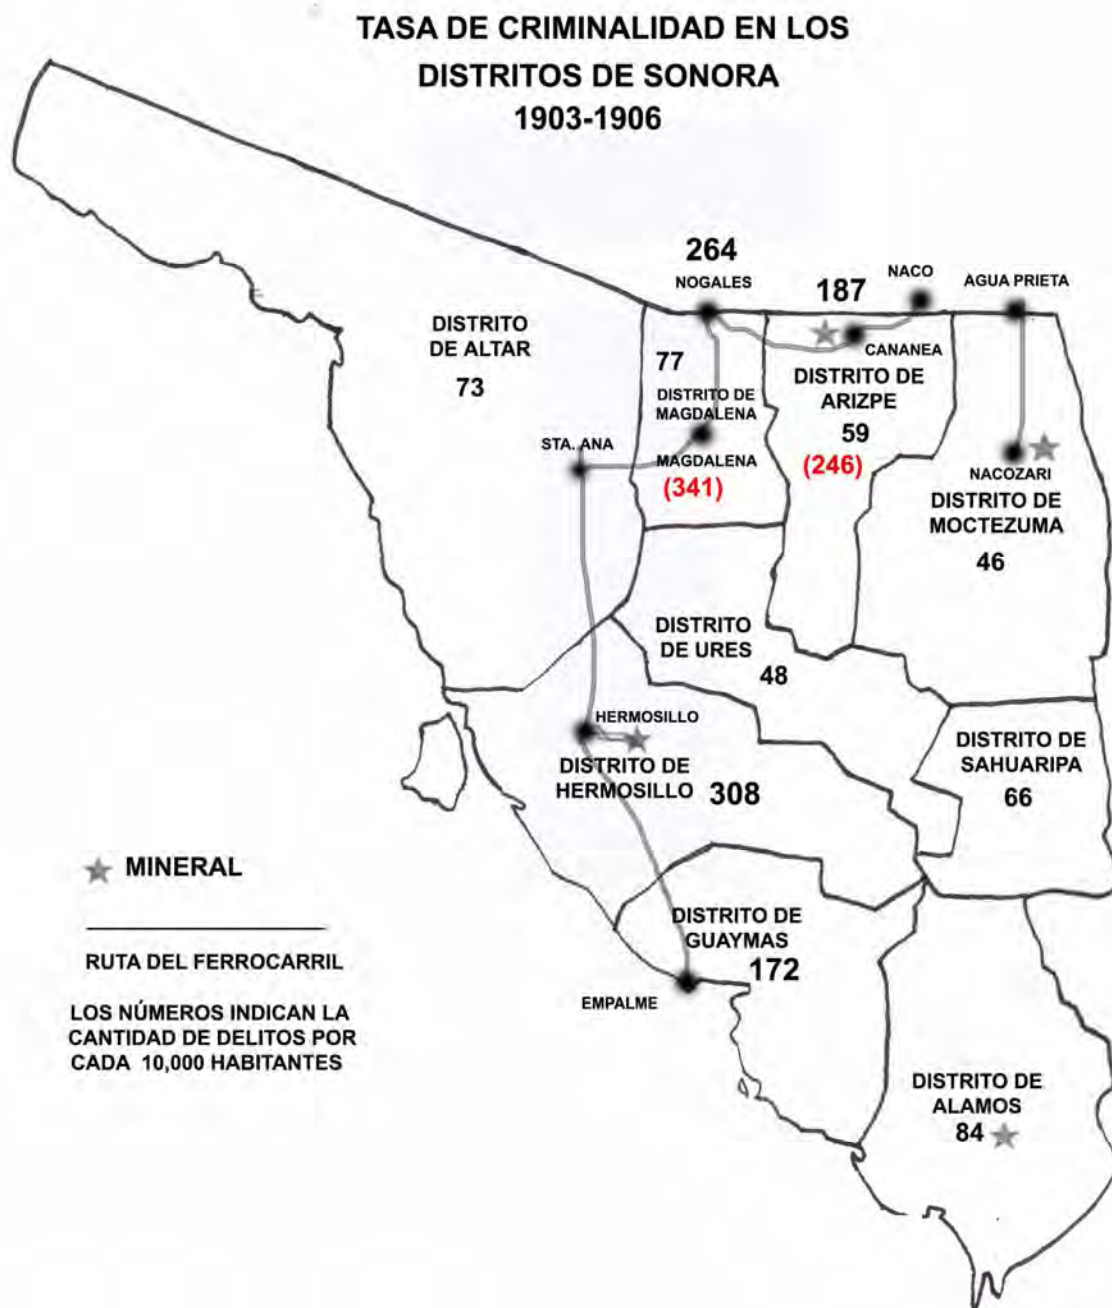 TASA DE CRIMINALIDAD EN LOS
DISTRITOS DE SONORA
1903-1906
264
NOGALES
187
NACO
AGUA PRIETA
DISTRITO
DE ALTAR
73
77
DISTRITO DE
MAGDALENA
MAGDALENA
(341)
STA. ANA
CANANEA
DISTRITO DE
ARIZPE
59
(246)
NACOZARI
DISTRITO DE
MOCTEZUMA
46
DISTRITO
DE URES
48
HERMOSILLO
DISTRITO DE
HERMOSILLO 308
DISTRITO DE
SAHUARIPA
66
MINERAL
RUTA DEL FERROCARRIL
LOS NÚMEROS INDICAN LA
CANTIDAD DE DELITOS POR
CADA 10,000 HABITANTES
DISTRITO DE
GUAYMAS
172
EMPALME
DISTRITO DE
ALAMOS
84